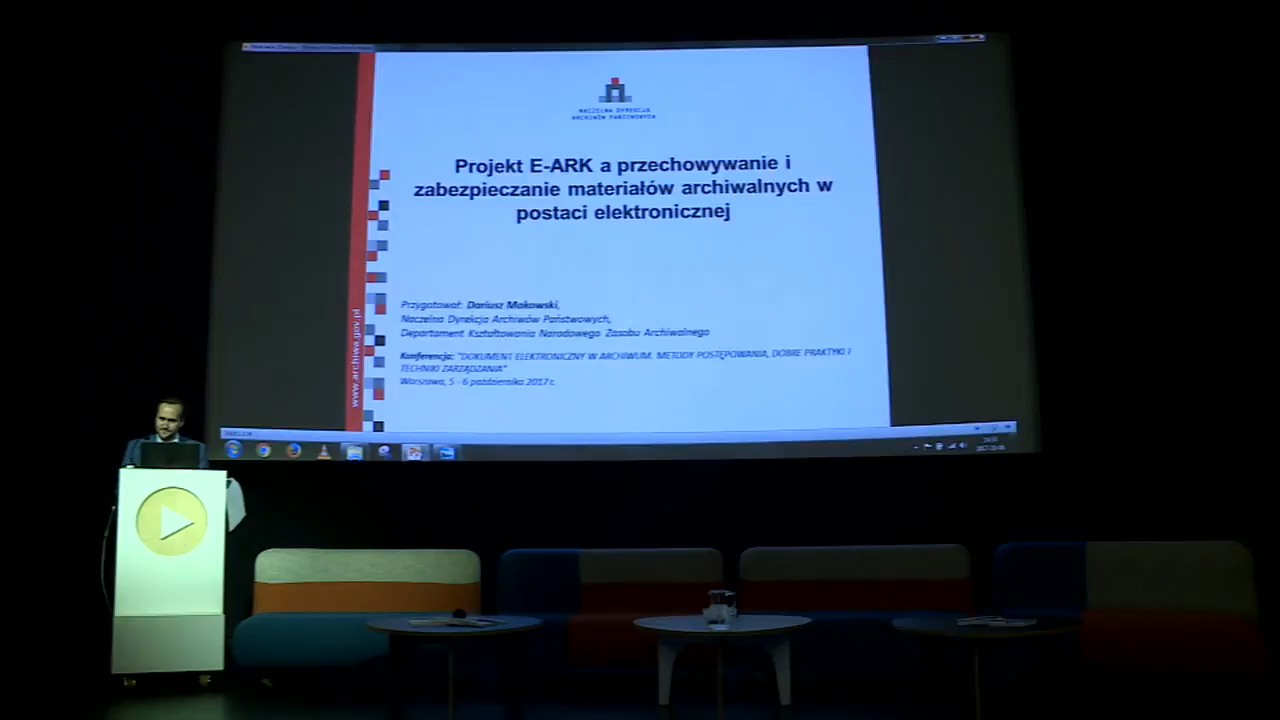 NACZELNA DYREKCJA
ARCHIWÓW PAŃSTWOWYCH
Projekt E-ARK a przechowywanie i
zabezpieczanie materiałów archiwalnych w
postaci elektronicznej
Przygotował: Dariusz Makowski,
Naczelna Dyrekcja Archiwów Państwowych,
Departament Kształtowania Narodowego Zasobu Archiwalnego
Konferencja: "DOKUMENT ELEKTRONICZNY W ARCHIWUM. METODY POSTĘPOWANIA, DOBRE PRAKTYKI I
TECHNIKI ZARZĄDZANIA"
Warszawa, 5 - 6 października 2017 r.
www.archiwa.gov.pl